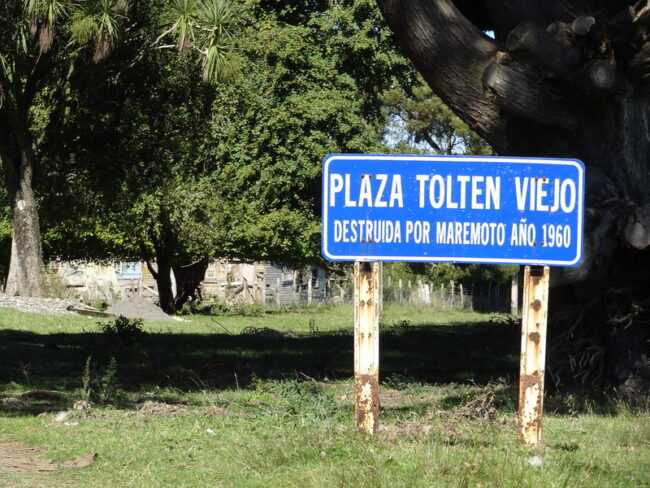 PLAZA TOLTEN VIEJO
DESTRUIDA POR MAREMOTO AÑO 1960